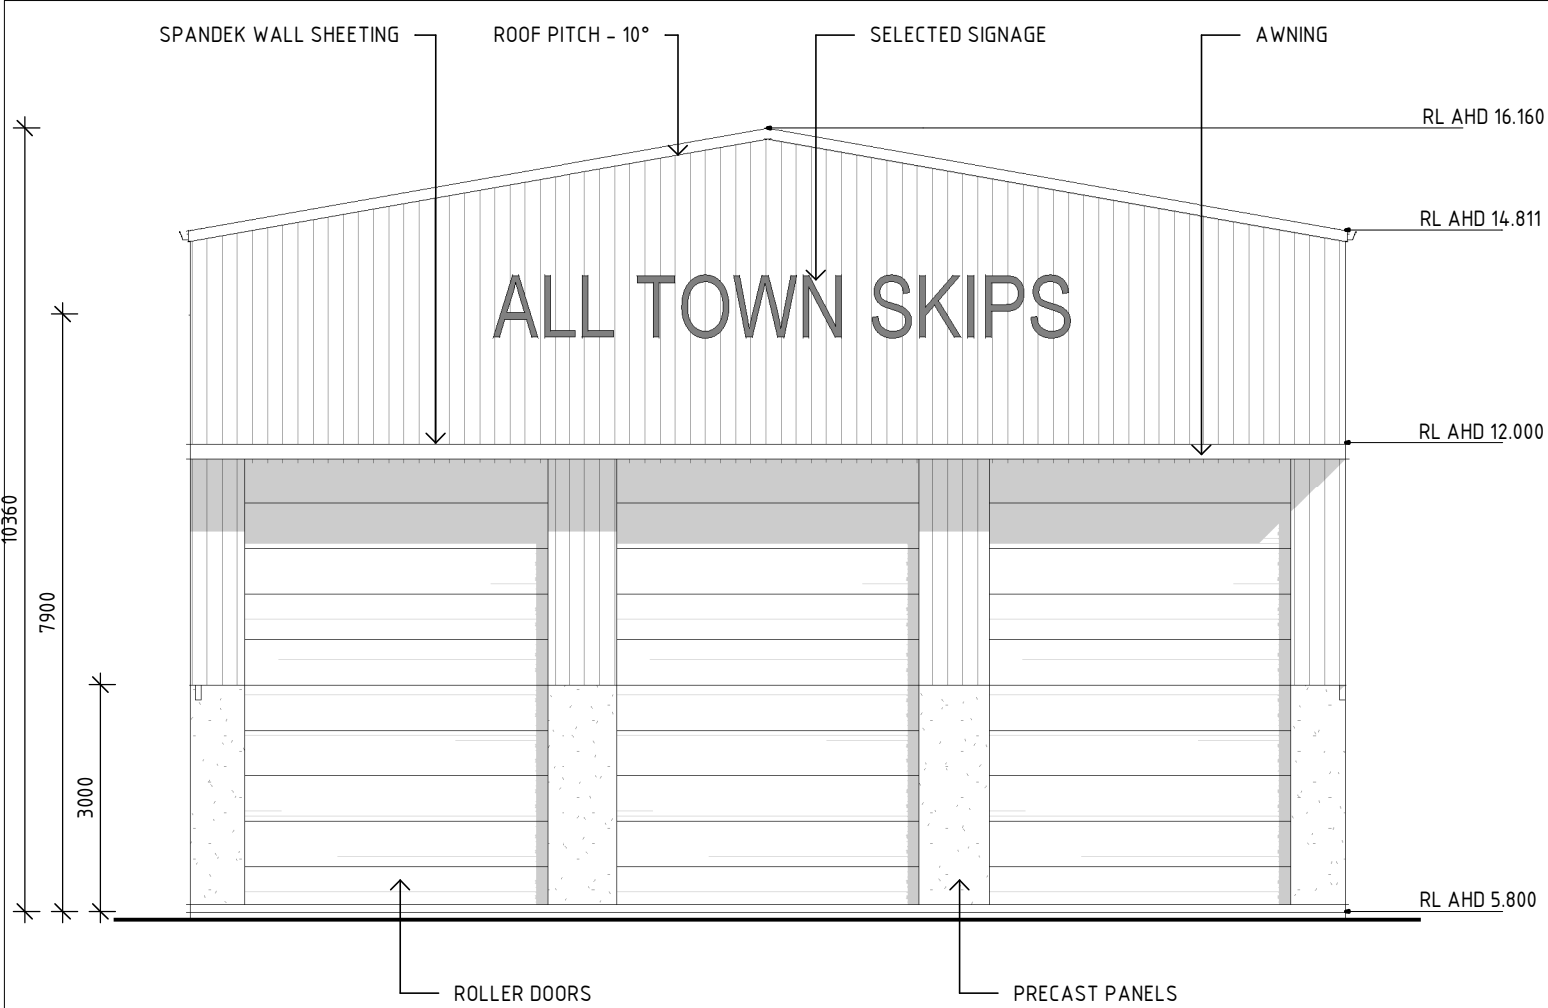 SPANDEK WALL SHEETING
ROOF PITCH - 10°
SELECTED SIGNAGE
AWNING
RL AHD 16.160
RL AHD 14.811
ALL TOWN SKIPS
RL AHD 12.000
10360
7900
3000
RL AHD 5.800
ROLLER DOORS
PRECAST PANELS